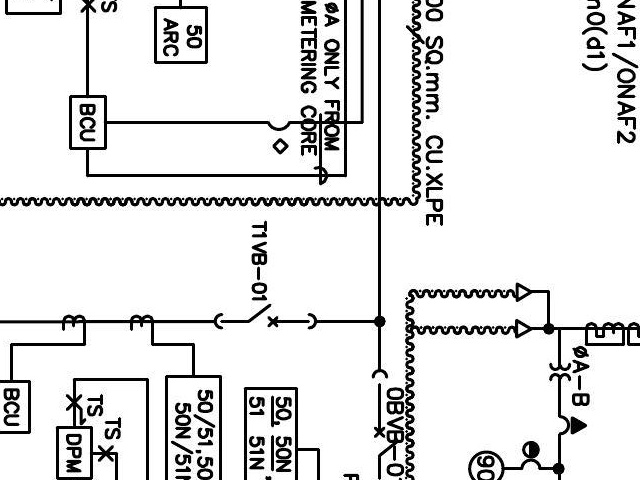 TS
50
ARC
BCU
øA ONLY FROM
METERING CORE
00 SQ.mm. CU.XLPE
NAF1/ONAF2
n0(d1)
T1VB-01
øA-B
0BVB-0
BCU
TS
TS
DPM
50/51,50
50N/51N
50, 50N
51 51N
90